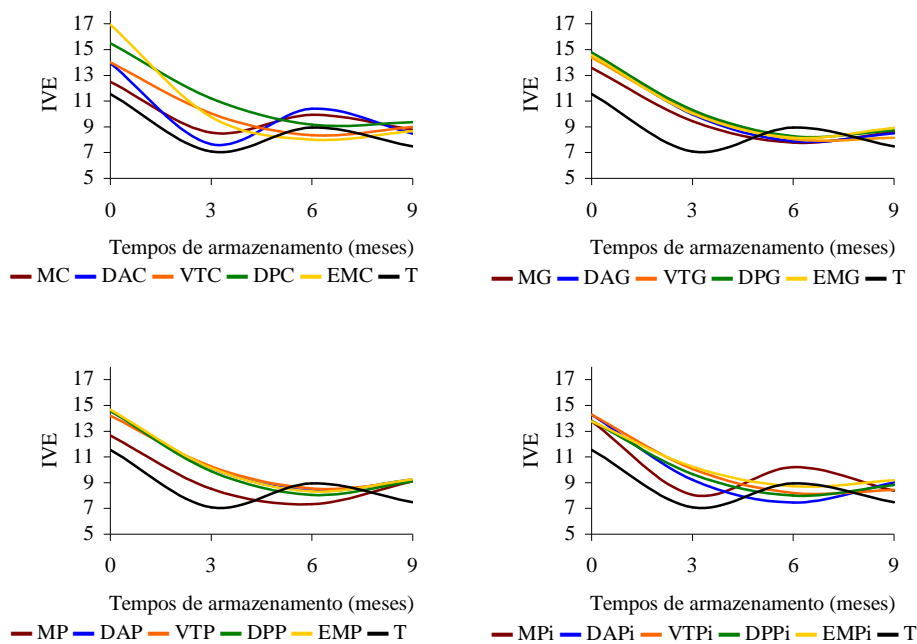 17
15
13
11
9
7
5
IVE
0 3 6 9
Tempos de armazenamento (meses)
MC DAC VTC DPC EMC T
17
15
13
11
9
7
5
IVE
0 3 6 9
Tempos de armazenamento (meses)
MG DAG VTG DPG EMG T
17
15
13
11
9
7
5
IVE
0 3 6 9
Tempos de armazenamento (meses)
MP DAP VTP DPP EMP T
17
15
13
11
9
7
5
IVE
0 3 6 9
Tempos de armazenamento (meses)
MPi DAPi VTPi DPPi EMPi T